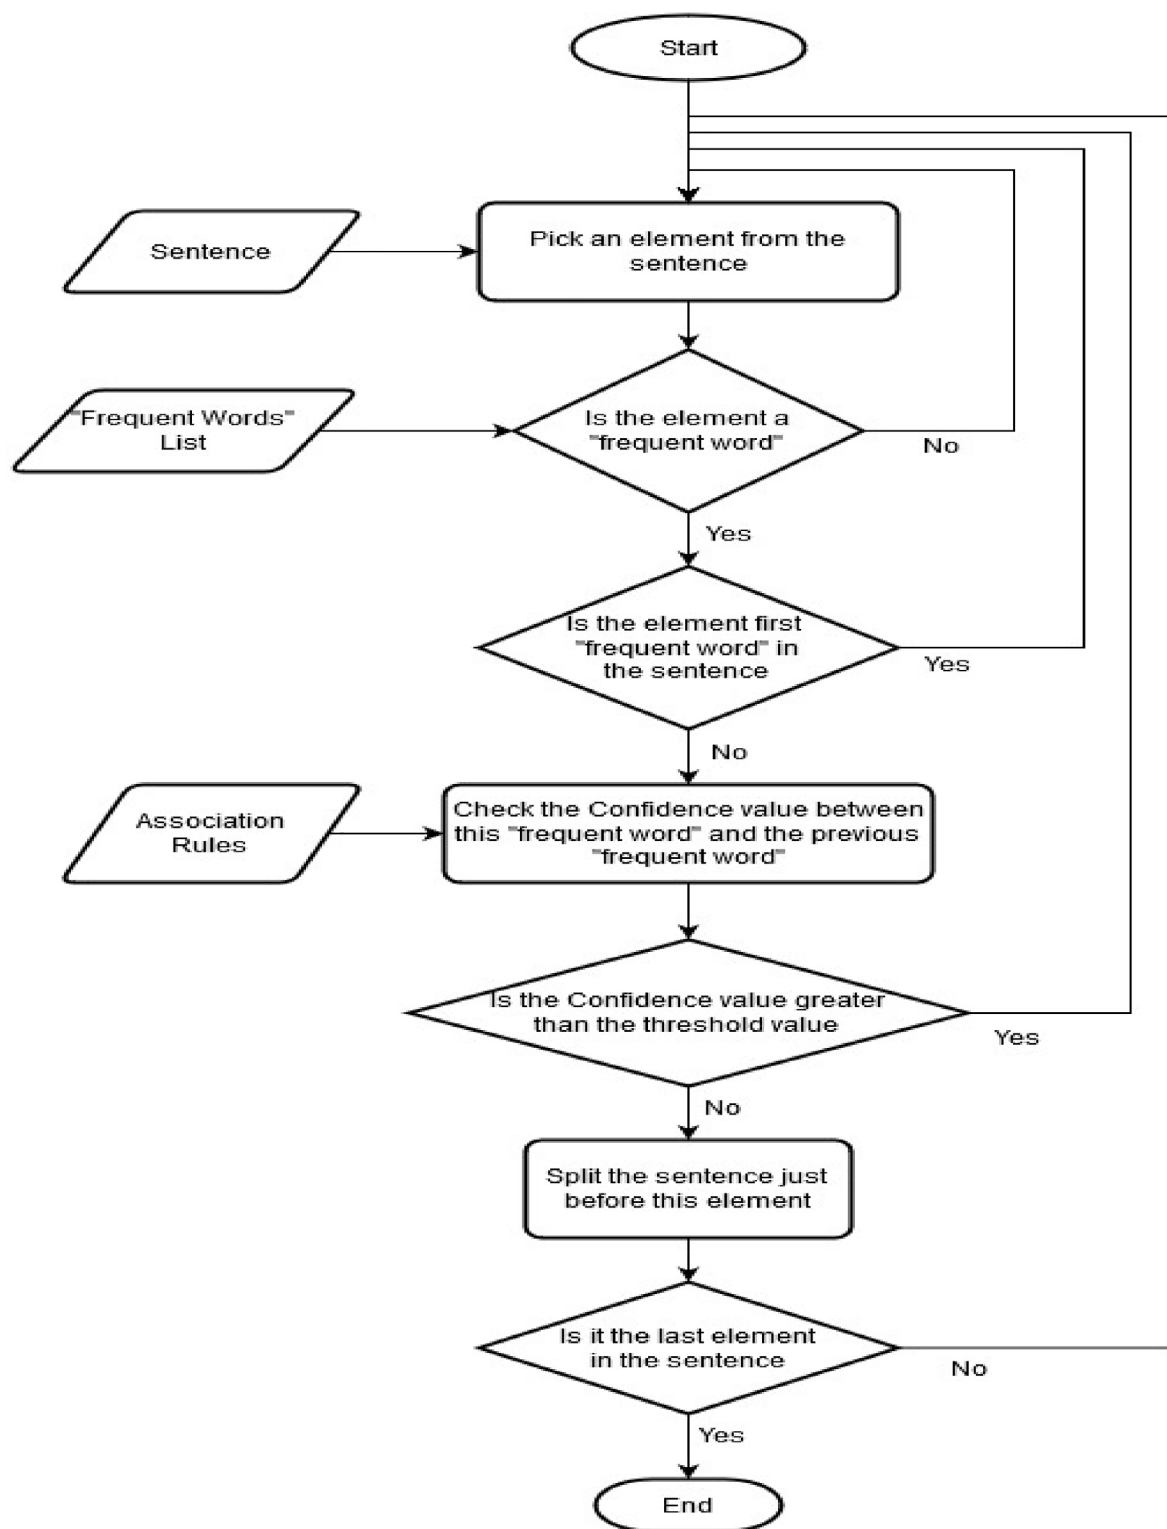 Start
Sentence
Pick an element from the
sentence
"Frequent Words"
List
Is the element a
"frequent word"
No
Yes
Is the element first
"frequent word" in
the sentence
Yes
No
Association
Rules
Check the Confidence value between
this "frequent word" and the previous
"frequent word"
Is the Confidence value greater
than the threshold value
Yes
No
Split the sentence just
before this element
Is it the last element
in the sentence
No
Yes
End